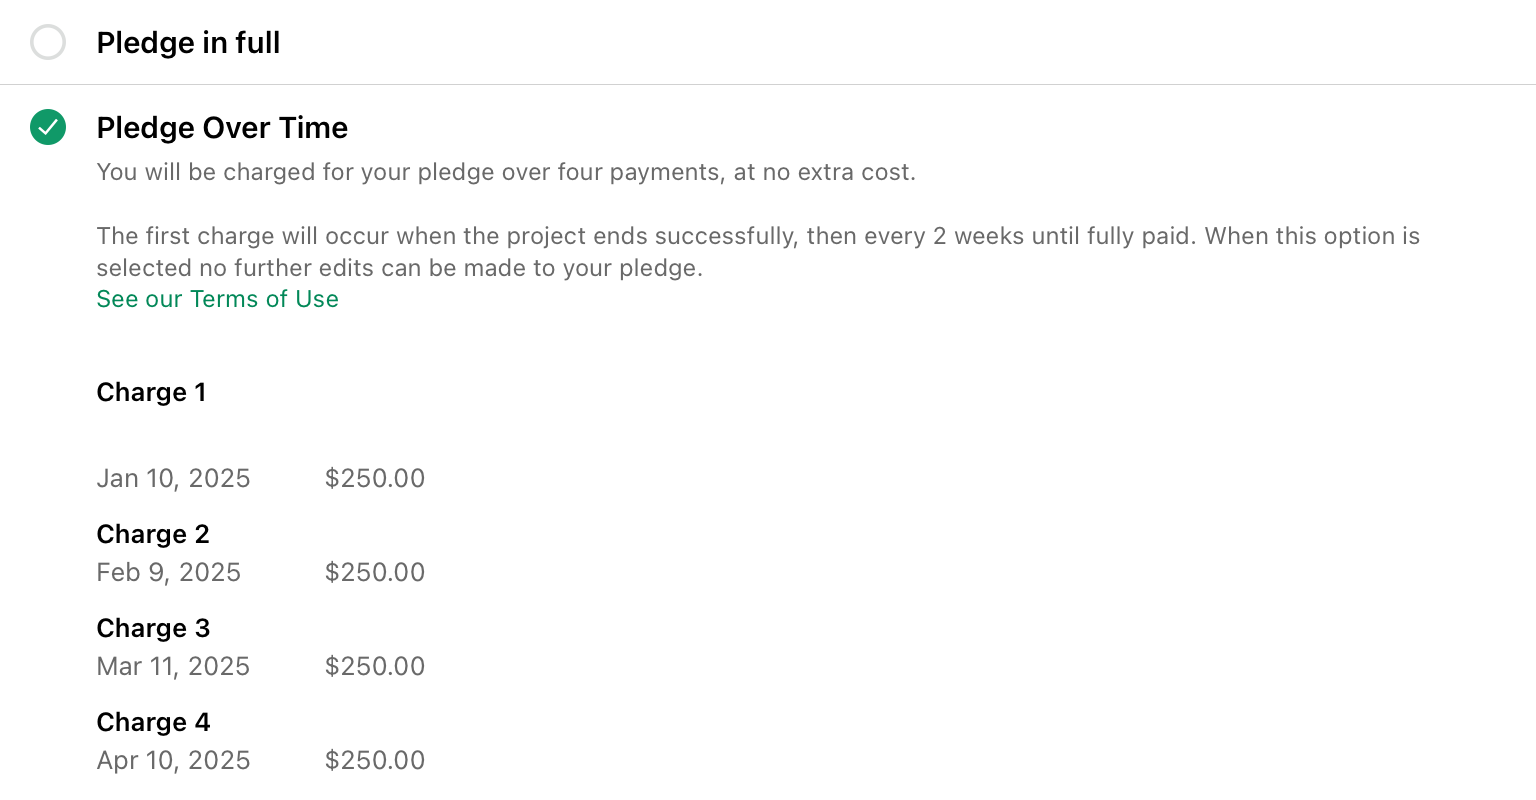 Pledge in full
Pledge Over Time
You will be charged for your pledge over four payments, at no extra cost.
The first charge will occur when the project ends successfully, then every 2 weeks until fully paid. When this option is
selected no further edits can be made to your pledge.
See our Terms of Use
Charge 1
Jan 10, 2025 $250.00
Charge 2
Feb 9, 2025 $250.00
Charge 3
Mar 11, 2025 $250.00
Charge 4
Apr 10, 2025 $250.00